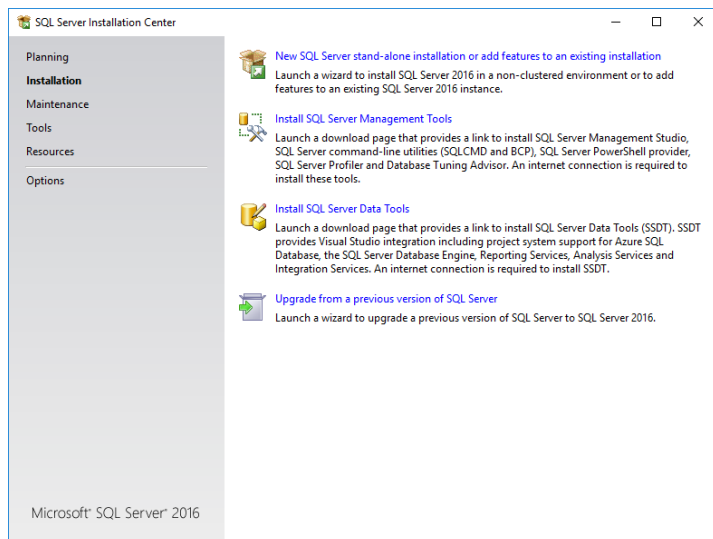 SQL Server Installation Center
Planning
Installation
Maintenance
Tools
Resources
Options
New SQL Server stand-alone installation or add features to an existing installation
Launch a wizard to install SQL Server 2016 in a non-clustered environment or to add
features to an existing SQL Server 2016 instance.
Install SQL Server Management Tools
Launch a download page that provides a link to install SQL Server Management Studio,
SQL Server command-line utilities (SQLCMD and BCP), SQL Server PowerShell provider,
SQL Server Profiler and Database Tuning Advisor. An internet connection is required to
install these tools.
Install SQL Server Data Tools
Launch a download page that provides a link to install SQL Server Data Tools (SSDT). SSDT
provides Visual Studio integration including project system support for Azure SQL
Database, the SQL Server Database Engine, Reporting Services, Analysis Services and
Integration Services. An internet connection is required to install SSDT.
Upgrade from a previous version of SQL Server
Launch a wizard to upgrade a previous version of SQL Server to SQL Server 2016.
Microsoft® SQL Server® 2016